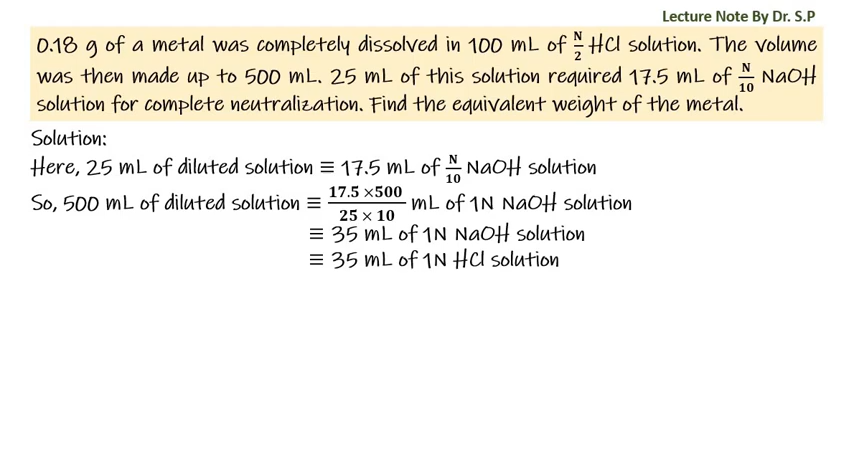 Lecture Note By Dr. S.P
0.18 g of a metal was completely dissolved in 100 mL of N/2 HCl solution. The volume
was then made up to 500 mL. 25 mL of this solution required 17.5 mL of N/10 NaOH
solution for complete neutralization. Find the equivalent weight of the metal.
Solution:
Here, 25 mL of diluted solution ≡ 17.5 mL of N/10 NaOH solution
So, 500 mL of diluted solution ≡ (17.5 ×500)/(25 × 10) mL of 1N NaOH solution
≡ 35 mL of 1N NaOH solution
≡ 35 mL of 1N HCl solution